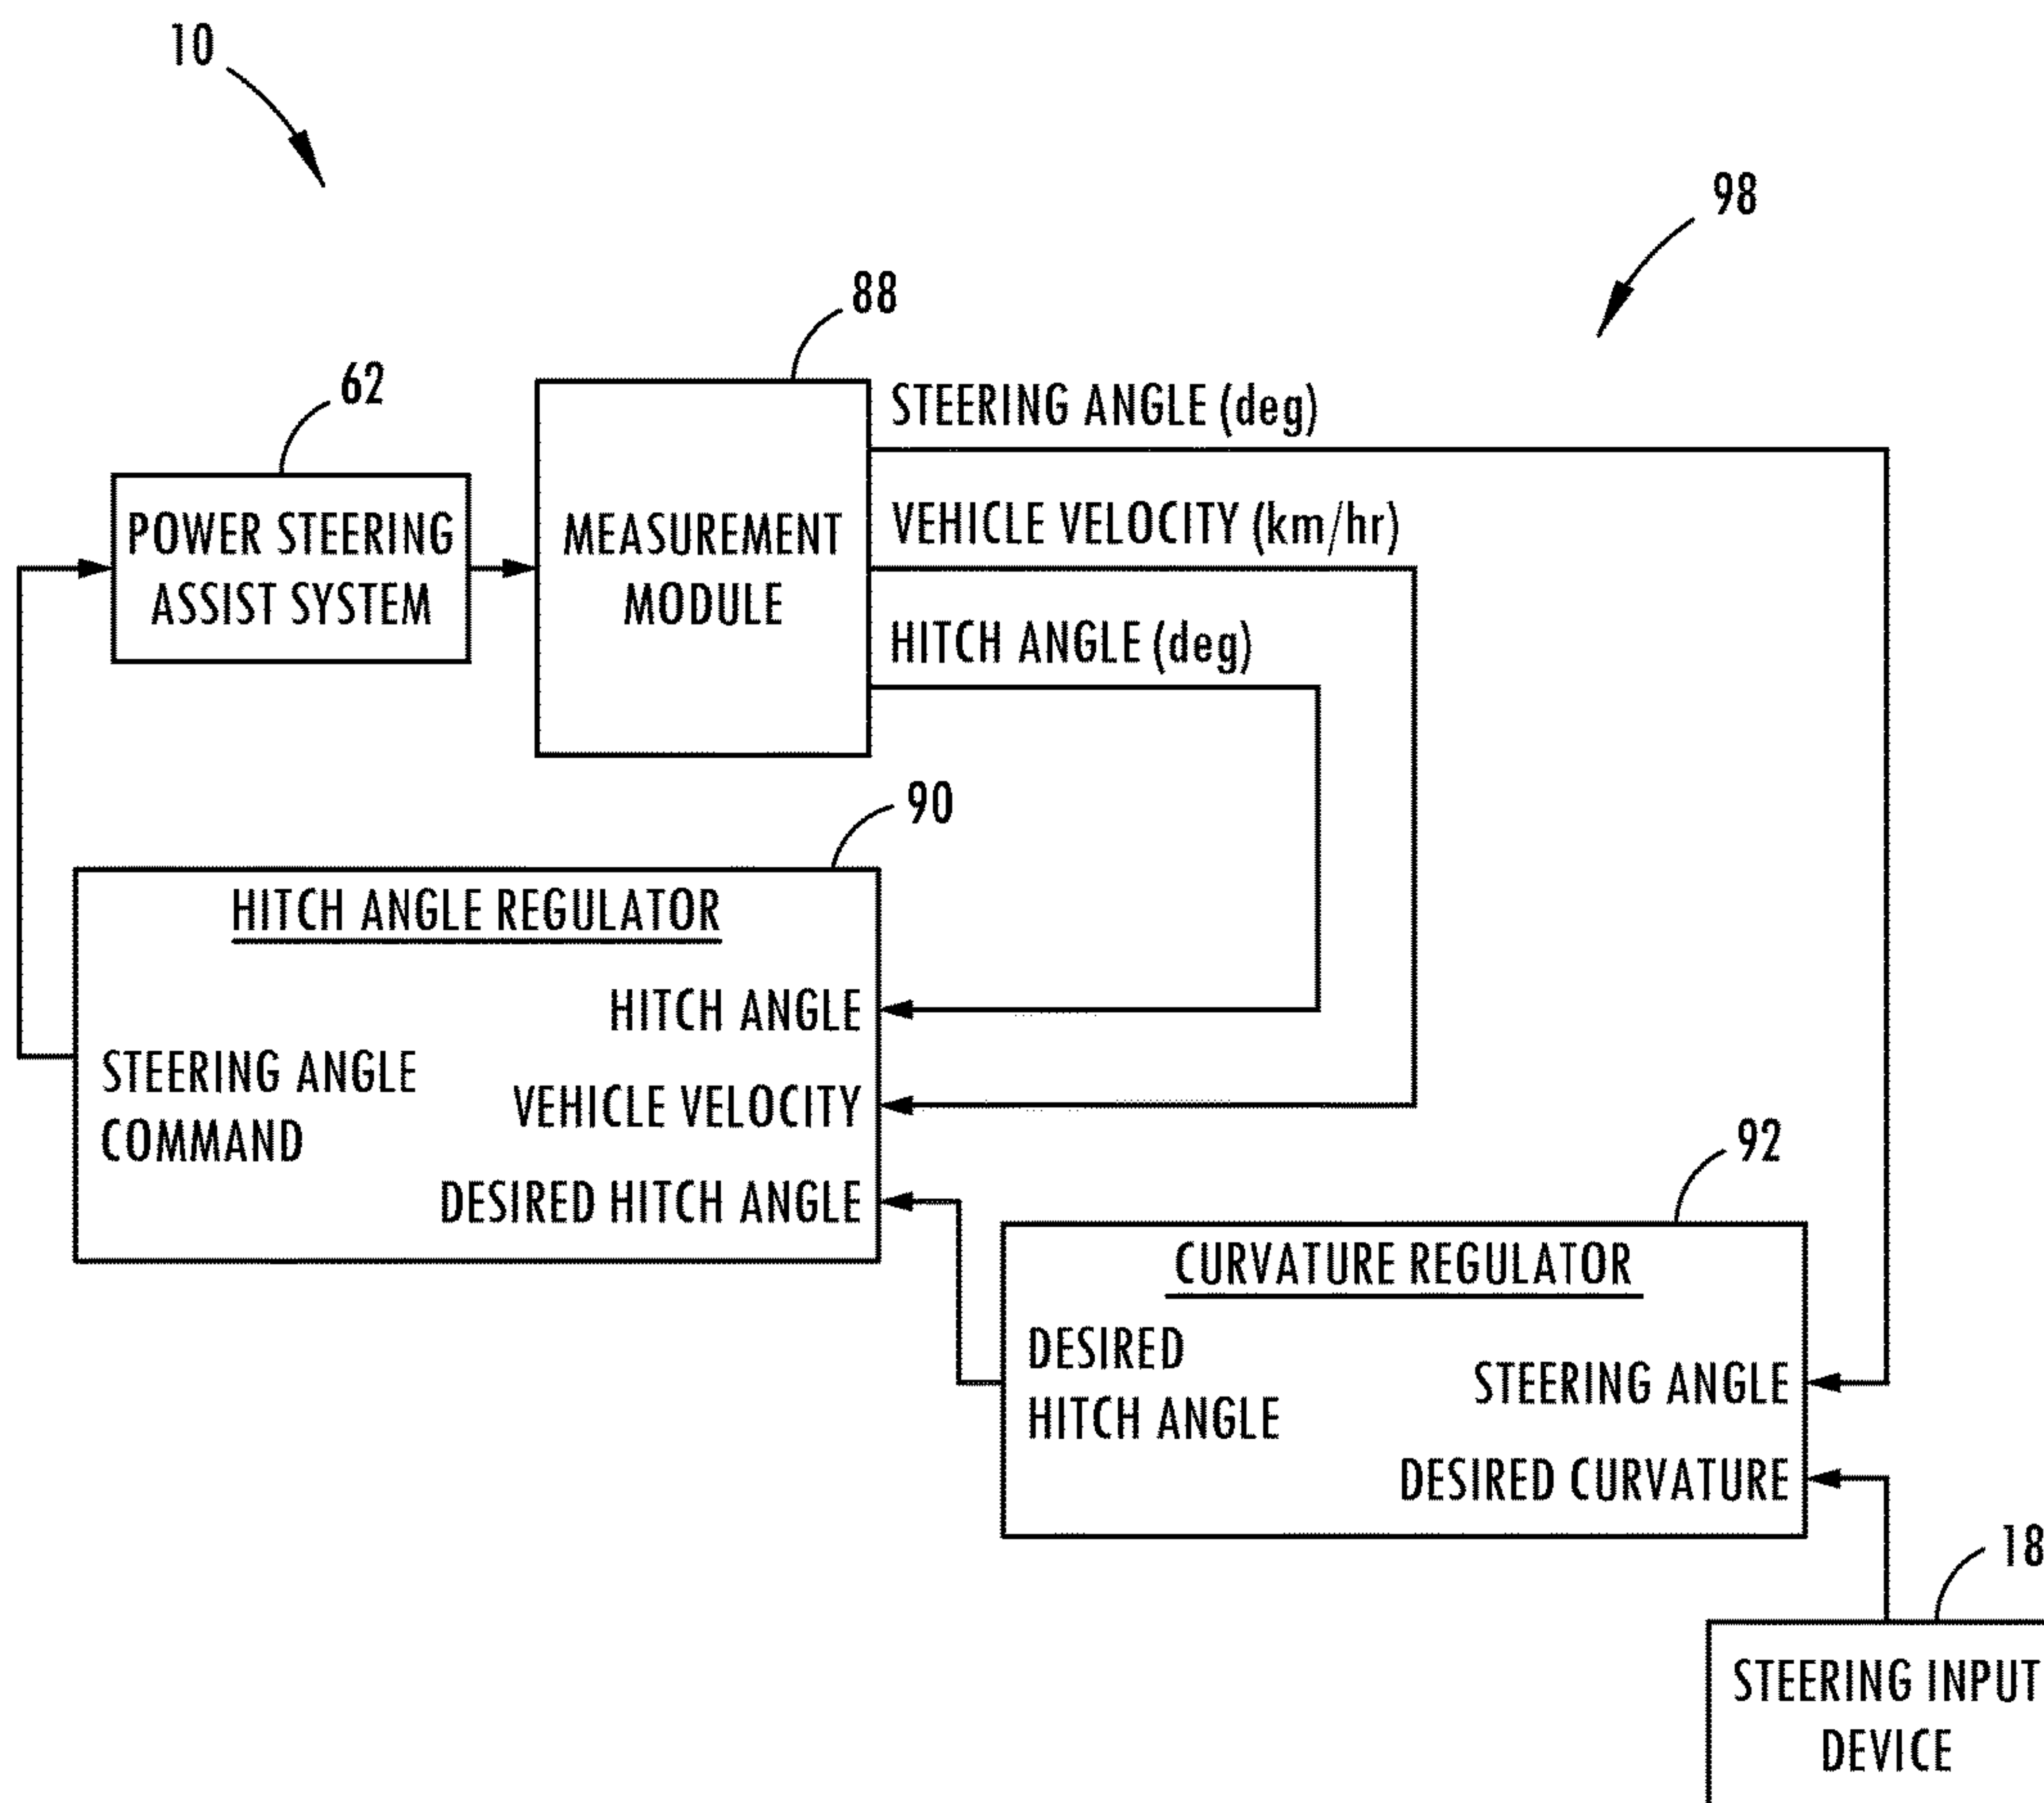 10
98
88
62
STEERING ANGLE (deg)
POWER STEERING
ASSIST SYSTEM
MEASUREMENT
MODULE
VEHICLE VELOCITY (km/hr)
HITCH ANGLE (deg)
90
HITCH ANGLE REGULATOR
HITCH ANGLE
STEERING ANGLE
COMMAND
VEHICLE VELOCITY
DESIRED HITCH ANGLE
92
CURVATURE REGULATOR
DESIRED
HITCH ANGLE
STEERING ANGLE
DESIRED CURVATURE
18
STEERING INPUT
DEVICE